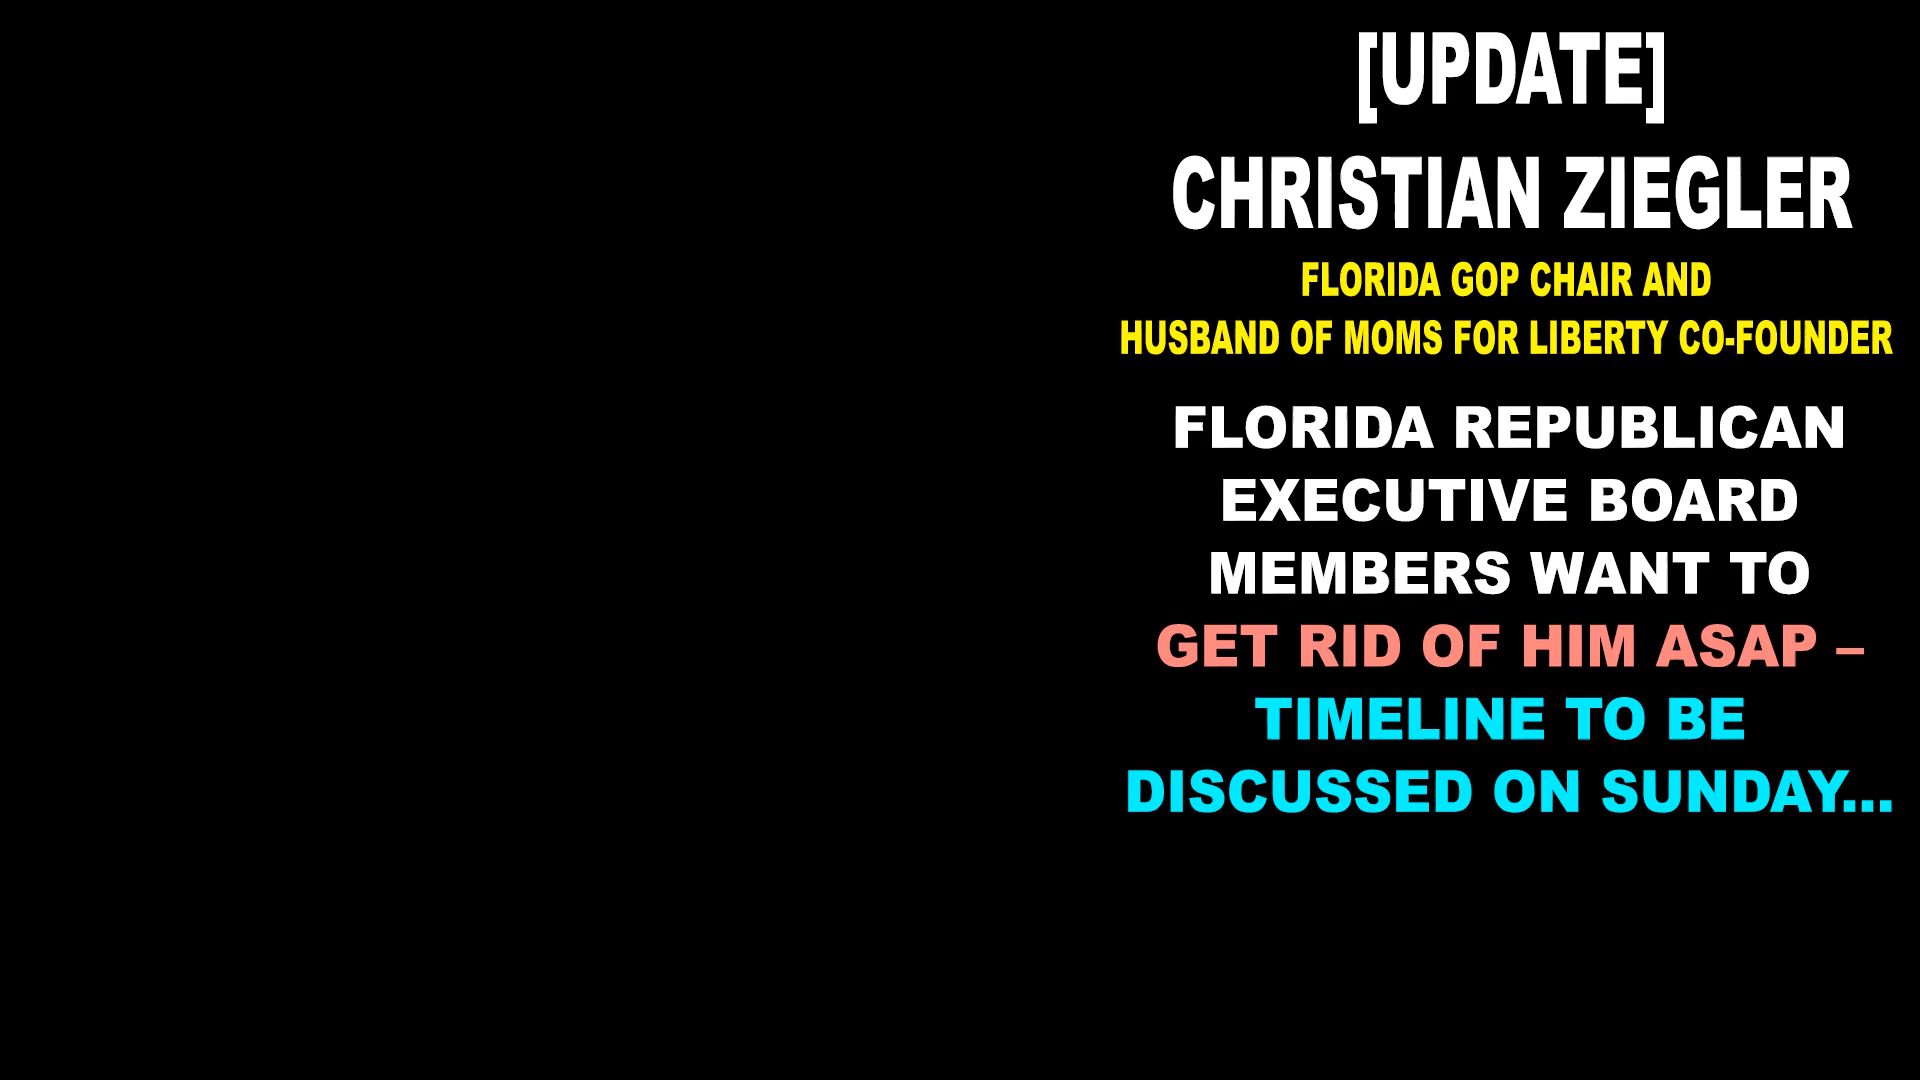 [UPDATE]
CHRISTIAN ZIEGLER
FLORIDA GOP CHAIR AND
HUSBAND OF MOMS FOR LIBERTY CO-FOUNDER
FLORIDA REPUBLICAN
EXECUTIVE BOARD
MEMBERS WANT TO
GET RID OF HIM ASAP –
TIMELINE TO BE
DISCUSSED ON SUNDAY...